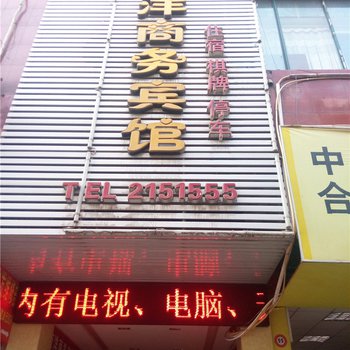 洋商务宾馆
住宿 棋牌 停车
TEL 2151555
内有电视、电脑、
中
合